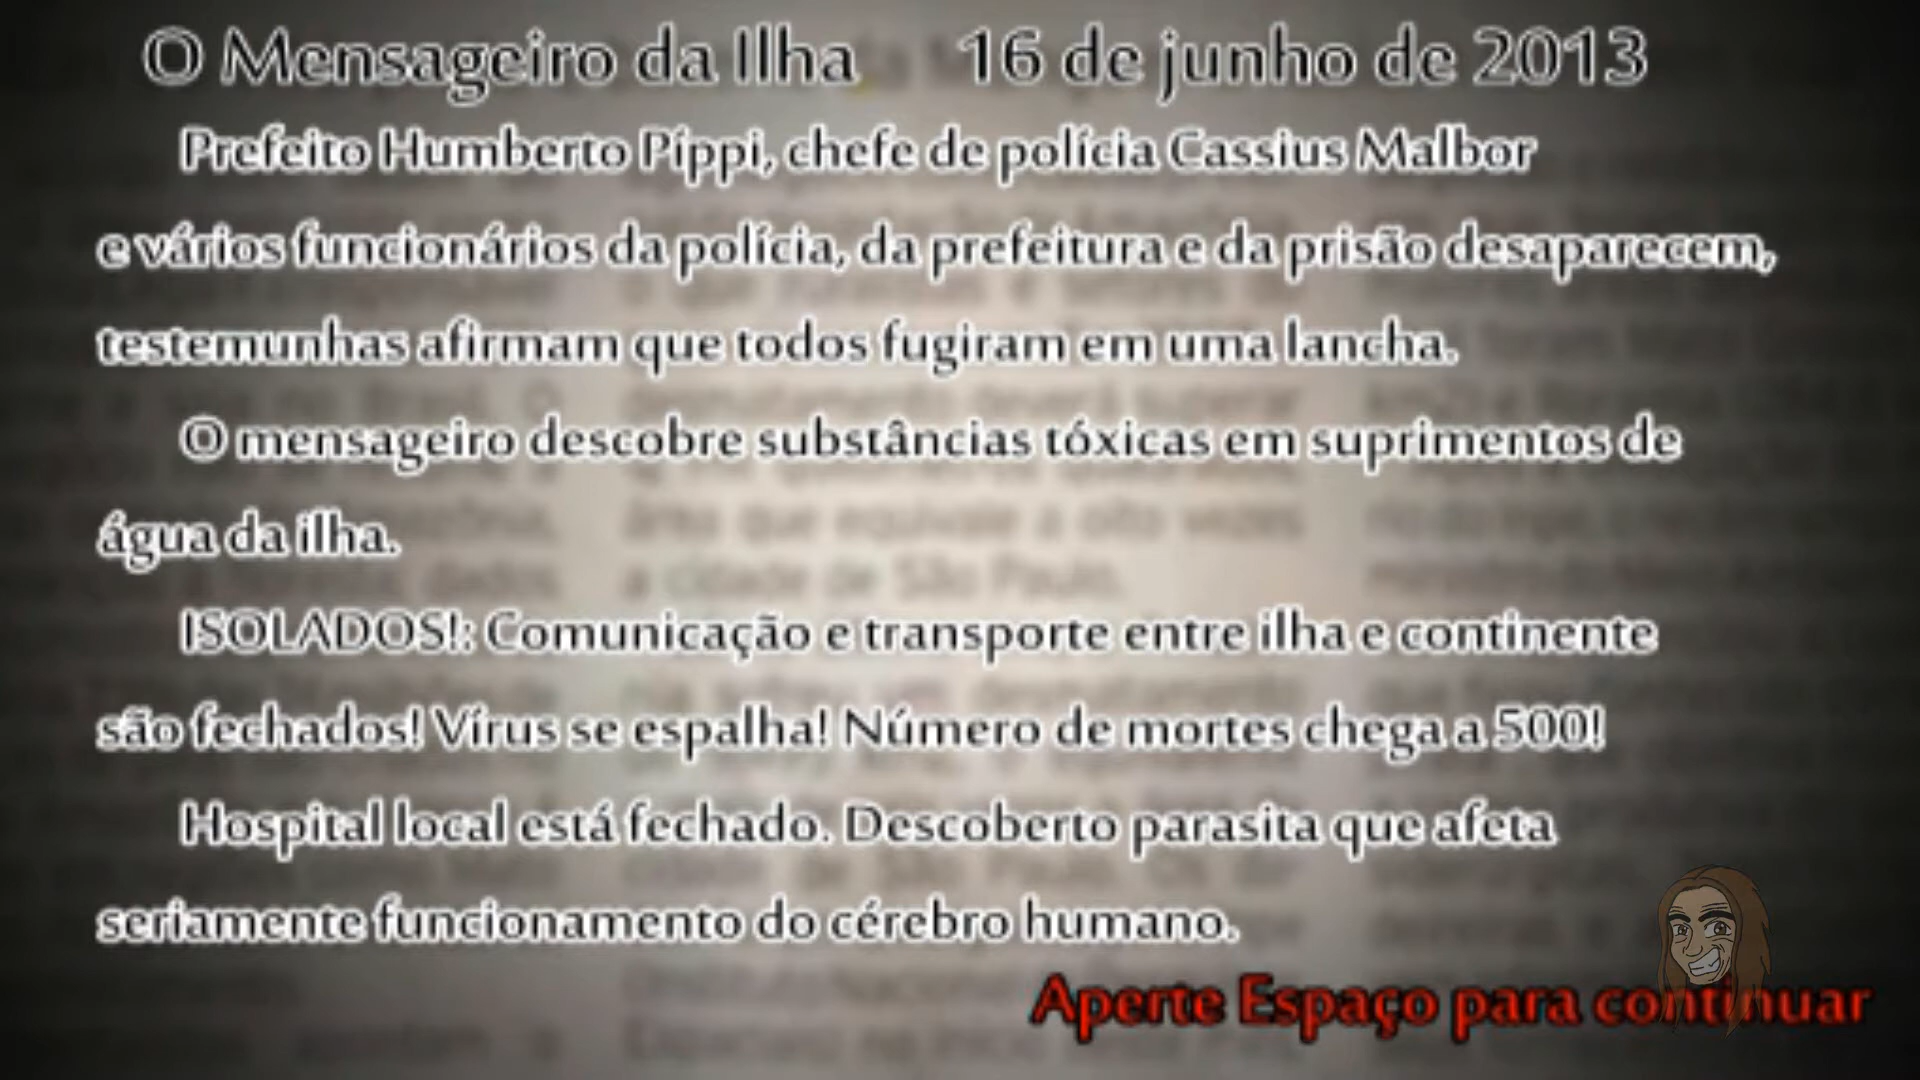 O Mensageiro da Ilha 16 de junho de 2013
Prefeito Humberto Píppi, chefe de polícia Cassius Malbor
e vários funcionários da polícia, da prefeitura e da prisão desaparecem,
testemunhas afirmam que todos fugiram em uma lancha.
O mensageiro descobre substâncias tóxicas em suprimentos de
água da ilha.
ISOLADOS!: Comunicação e transporte entre ilha e continente
são fechados! Vírus se espalha! Número de mortes chega a 500!
Hospital local está fechado. Descoberto parasita que afeta
seriamente funcionamento do cérebro humano.
Aperte Espaço para continuar